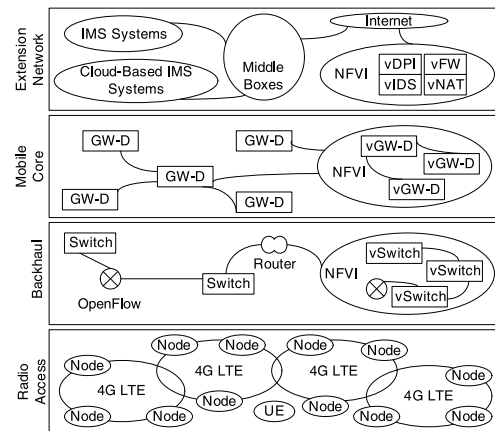 Extension
Network
IMS Systems
Cloud-Based IMS
Systems
Middle
Boxes
Internet
NFVI
vDPI
vFW
vIDS
vNAT
Mobile
Core
GW-D
GW-D
GW-D
GW-D
GW-D
NFVI
vGW-D
vGW-D
vGW-D
Backhaul
Switch
OpenFlow
Switch
Router
NFVI
vSwitch
vSwitch
vSwitch
Radio
Access
Node
Node
Node
Node
Node
Node
4G LTE
4G LTE
4G LTE
4G LTE
Node
Node
Node
Node
UE
Node
Node
Node